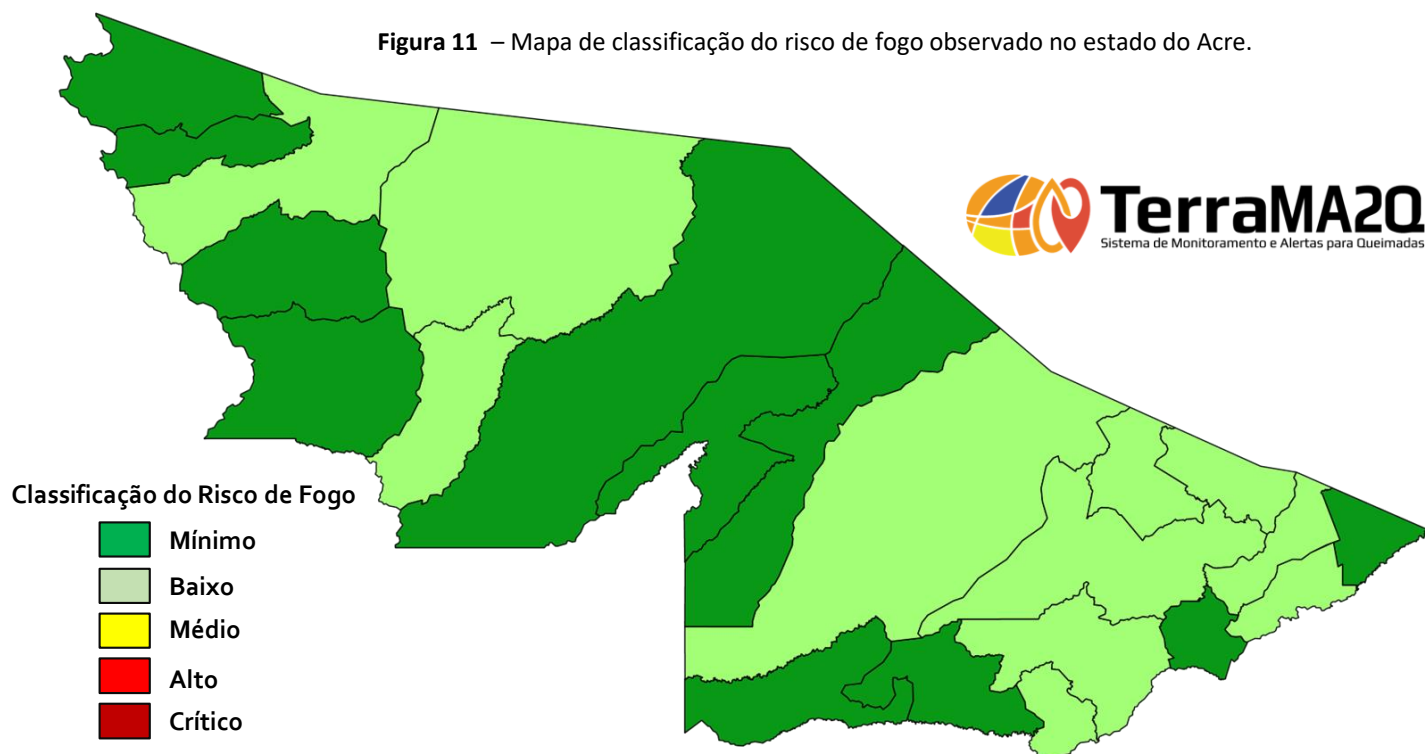 Figura 11 – Mapa de classificação do risco de fogo observado no estado do Acre.
TerraMA2Q
Sistema de Monitoramento e Alertas para Queimadas
Classificação do Risco de Fogo
Mínimo
Baixo
Médio
Alto
Crítico